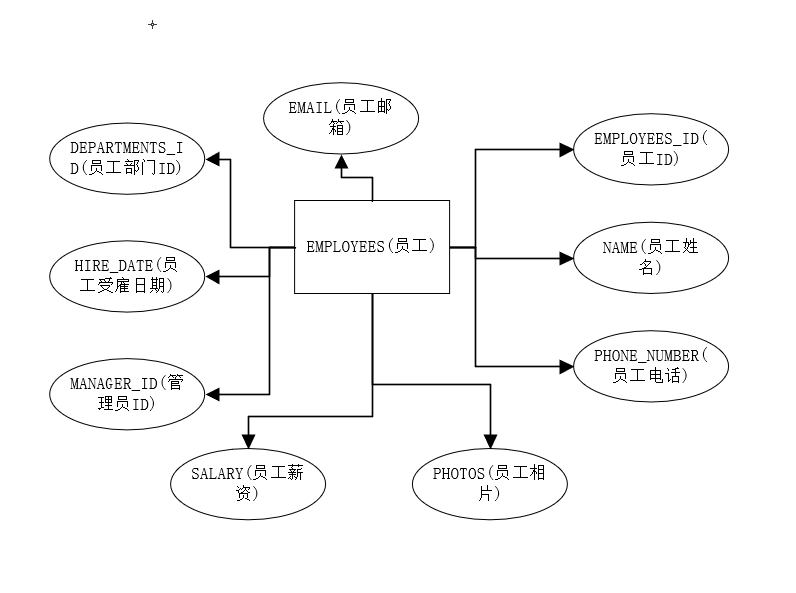 EMAIL(员工邮
箱)
DEPARTMENTS_I
D(员工部门ID)
EMPLOYEES_ID(
员工ID)
EMPLOYEES(员工)
NAME(员工姓
名)
HIRE_DATE(员
工受雇日期)
PHONE_NUMBER(
员工电话)
MANAGER_ID(管
理员ID)
SALARY(员工薪
资)
PHOTOS(员工相
片)